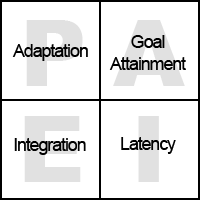 P
Adaptation
A
Goal
Attainment
E
Integration
I
Latency